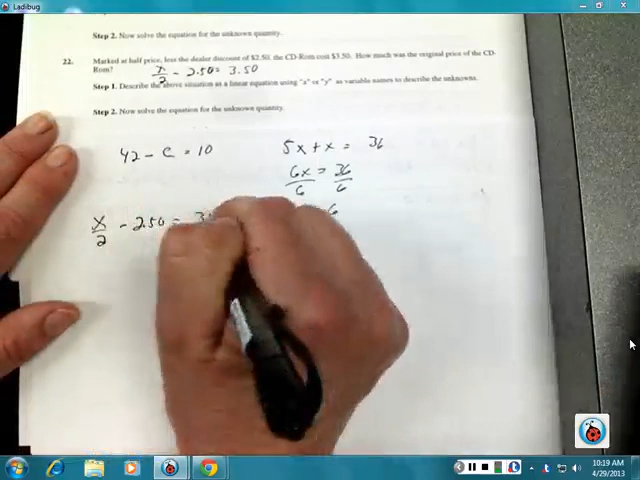 Ladibug
Step 2. Now solve the equation for the unknown quantity.
22. Marked at half price, less the dealer discount of $2.50, the CD-Rom cost $3.50. How much was the original price of the CD-
Rom? x/2 - 2.50 = 3.50
Step 1. Describe the above situation as a linear equation using "x" or "y" as variable names to describe the unknowns.
Step 2. Now solve the equation for the unknown quantity.
42 - c = 10
5x + x = 36
6x/6 = 36/6
6
x/2 - 2.50 = 3
10:19 AM
4/29/2013